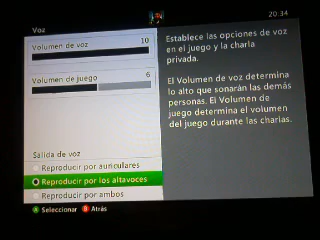 20:34
Voz
Volumen de voz 10
Volumen de juego 6
Salida de voz
Reproducir por auriculares
Reproducir por los altavoces
Reproducir por ambos
A Seleccionar B Atrás
Establece las opciones de voz
en el juego y la charla
privada.
El Volumen de voz determina
lo alto que sonarán las demás
personas. El Volumen de
juego determina el volumen
del juego durante las charlas.